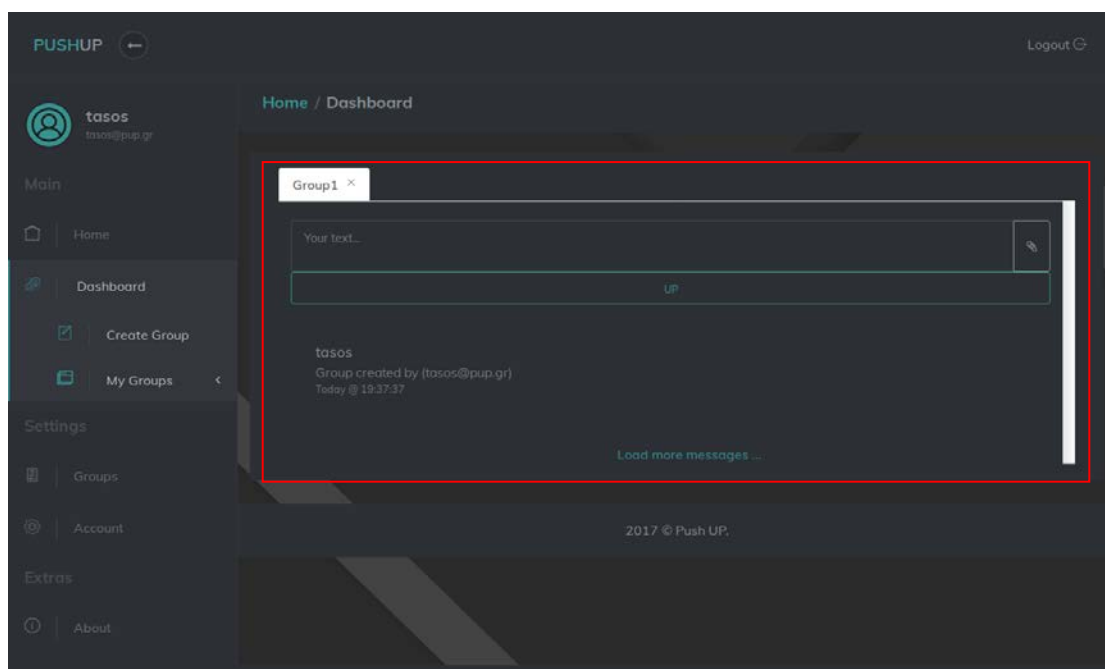 PUSHUP
Logout
tasos
tasos@pup.gr
Main
Home
Dashboard
Create Group
My Groups
Settings
Groups
Account
Extras
About
Home / Dashboard
Group1 ×
Your text...
UP
tasos
Group created by (tasos@pup.gr)
Today @ 19:37:37
Load more messages ...
2017 © Push UP.